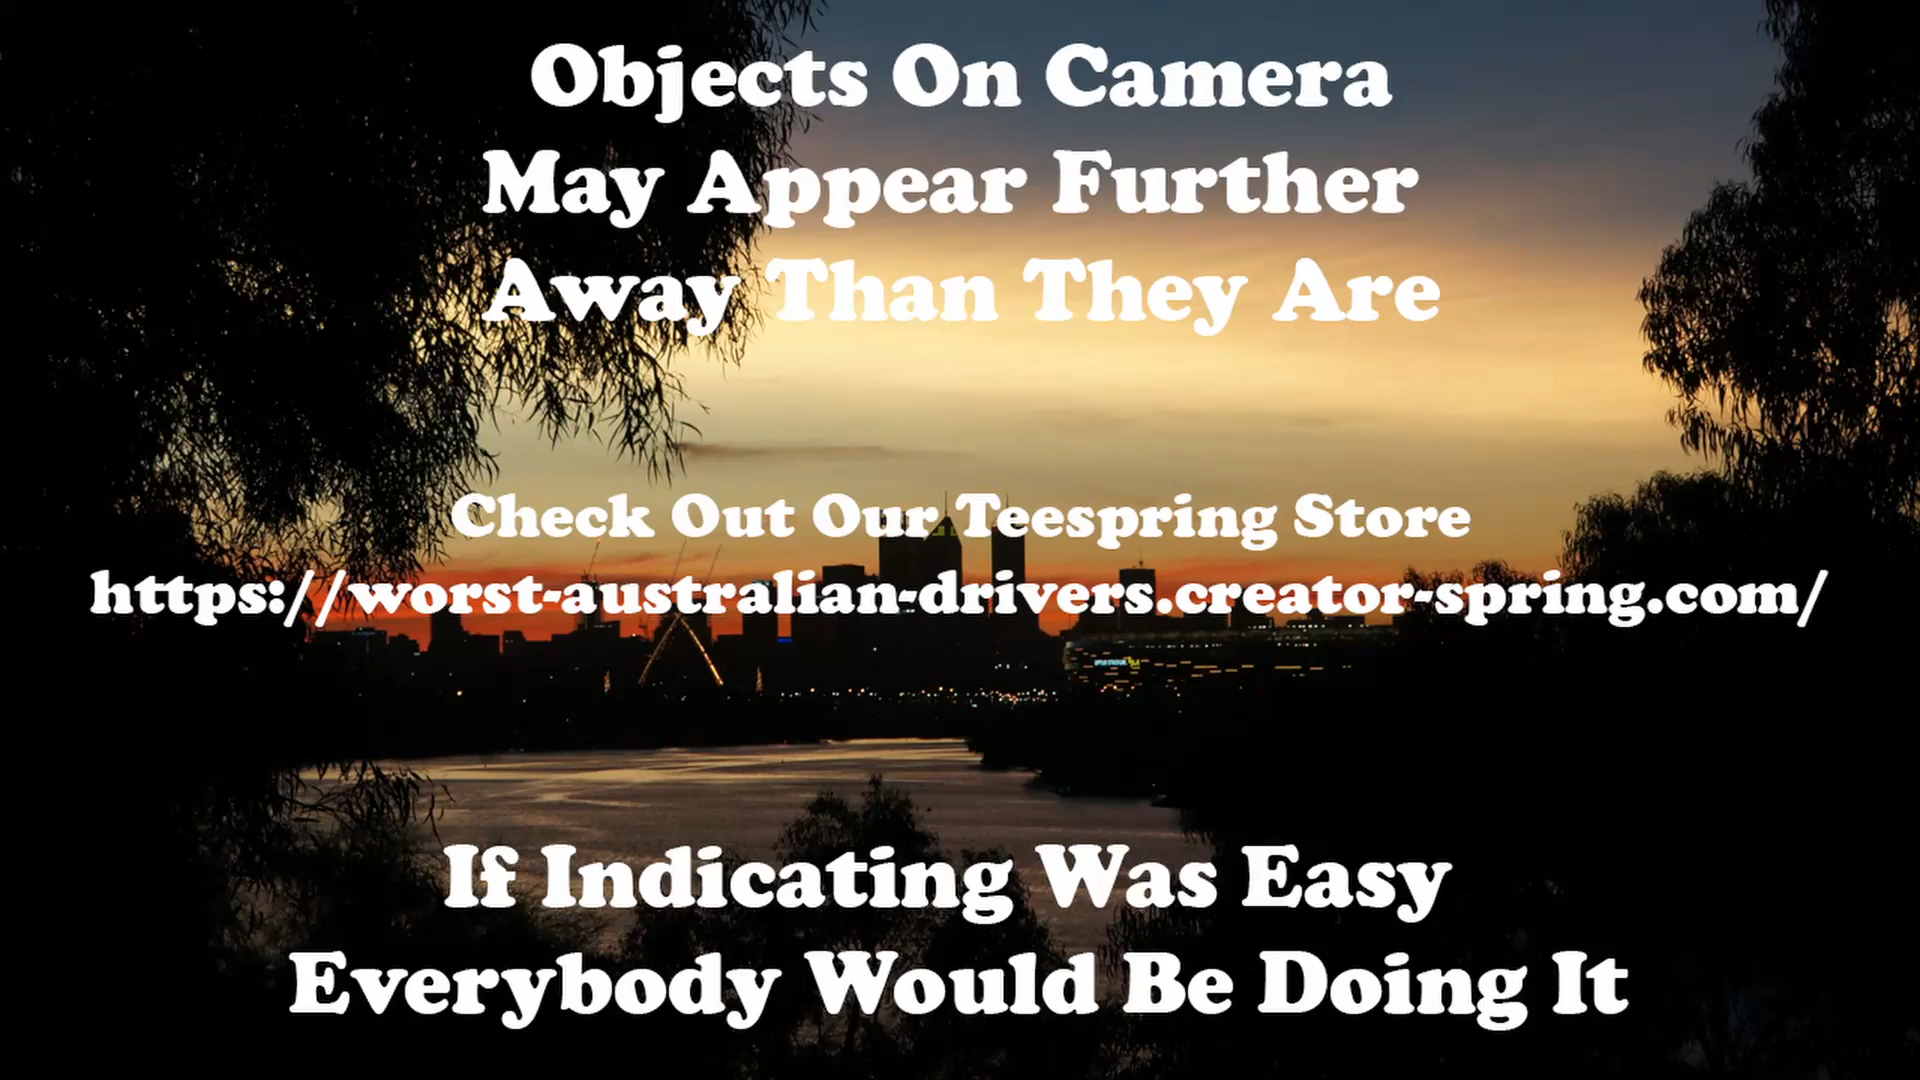 Objects On Camera
May Appear Further
Away Than They Are
Check Out Our Teespring Store
https://worst-australian-drivers.creator-spring.com/
If Indicating Was Easy
Everybody Would Be Doing It